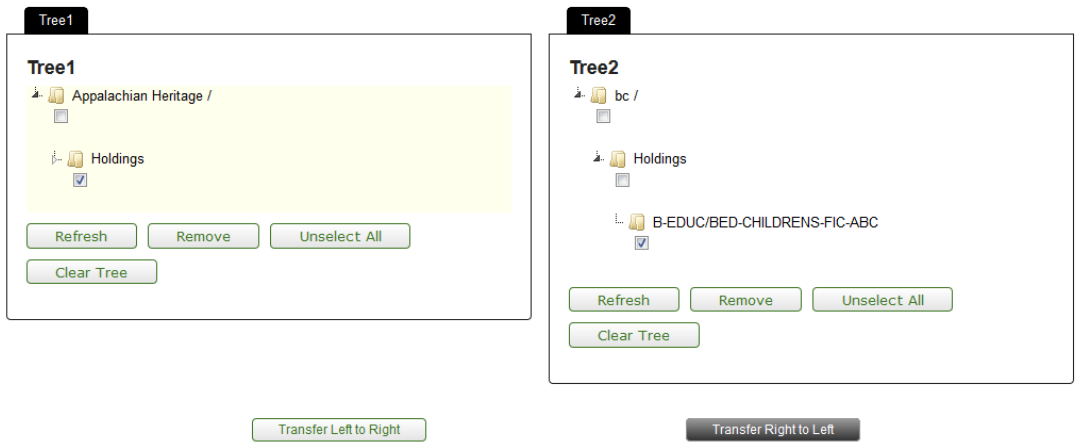 Tree1
Tree1
Appalachian Heritage /
Holdings
Refresh Remove Unselect All
Clear Tree
Tree2
Tree2
bc /
Holdings
B-EDUC/BED-CHILDRENS-FIC-ABC
Refresh Remove Unselect All
Clear Tree
Transfer Left to Right Transfer Right to Left